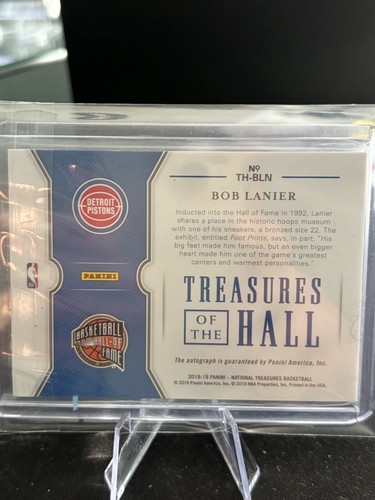 Nº
TH-BLN
BOB LANIER
Inducted into the Hall of Fame in 1992, Lanier
shares a place in the historic hoops museum
with one of his sneakers, a bronzed size 22. The
exhibit, entitled Foot Prints, says, in part, "His
big feet made him famous, but an even bigger
heart made him one of the game's greatest
centers and warmest personalities."
TREASURES
OF THE
HALL
The autograph is guaranteed by Panini America, Inc.
2018-19 PANINI – NATIONAL TREASURES BASKETBALL
© 2019 Panini America, Inc. © 2019 NBA Properties, Inc. Printed in the USA.
DETROIT
PISTONS
NBA
PANINI
BASKETBALL
HALL OF
FAME